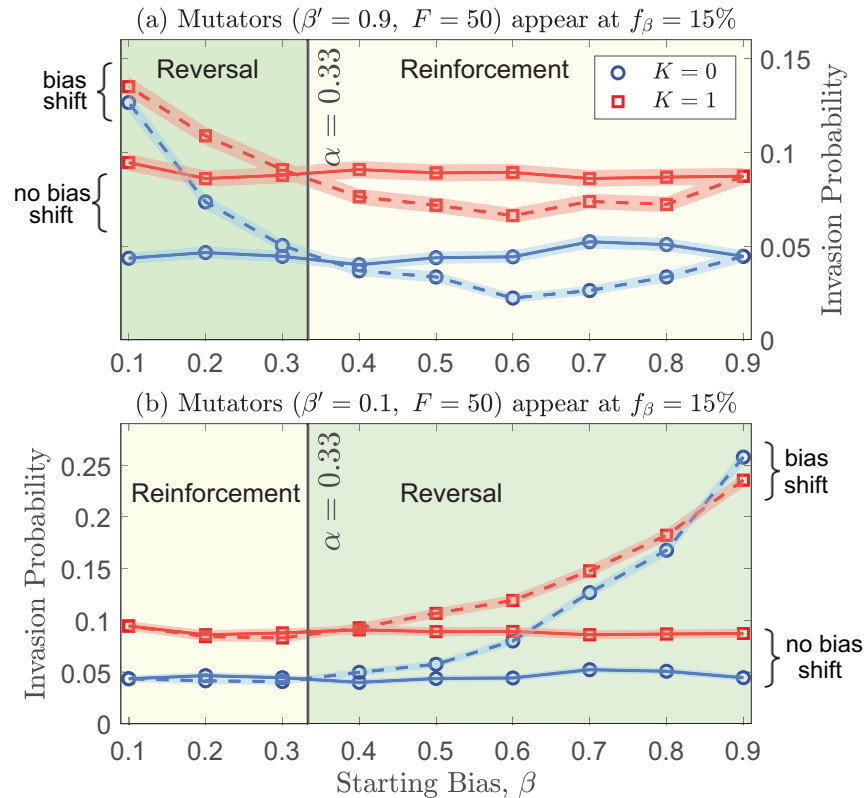 (a) Mutators (β′ = 0.9, F = 50) appear at f_β = 15%
bias
shift
no bias
shift
Reversal
α = 0.33
Reinforcement
K = 0
K = 1
0.15
0.1
0.05
0
Invasion Probability
0.1 0.2 0.3 0.4 0.5 0.6 0.7 0.8 0.9
(b) Mutators (β′ = 0.1, F = 50) appear at f_β = 15%
Invasion Probability
0.25
0.2
0.15
0.1
0.05
0
Reinforcement
α = 0.33
Reversal
bias
shift
no bias
shift
0.1 0.2 0.3 0.4 0.5 0.6 0.7 0.8 0.9
Starting Bias, β